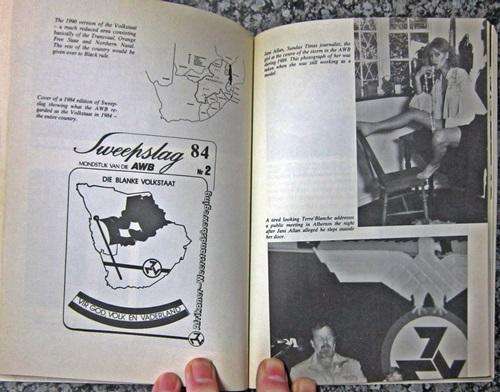 The 1990 version of the Volkstaat
– a much reduced area consisting
basically of the Transvaal, Orange
Free State and Northern Natal.
The rest of the country would be
given over to Black rule.
Cover of a 1984 edition of Sweep-
slag showing what the AWB re-
garded as the Volkstaat in 1984 –
the entire country.
Sweepslag 84
MONDSTUK VAN DIE AWB Nr 2
DIE BLANKE VOLKSTAAT
Afrikaner-Weerstandsbeweging
VIR GOD VOLK EN VADERLAND
Jani Allan, Sunday Times journalist, the
girl at the centre of the storm in the AWB
during 1989. This photograph of her was
taken when she was still working as a
model.
A tired looking Terre'Blanche addresses
a public meeting in Alberton the night
after Jani Allan alleged he slept outside
her door.